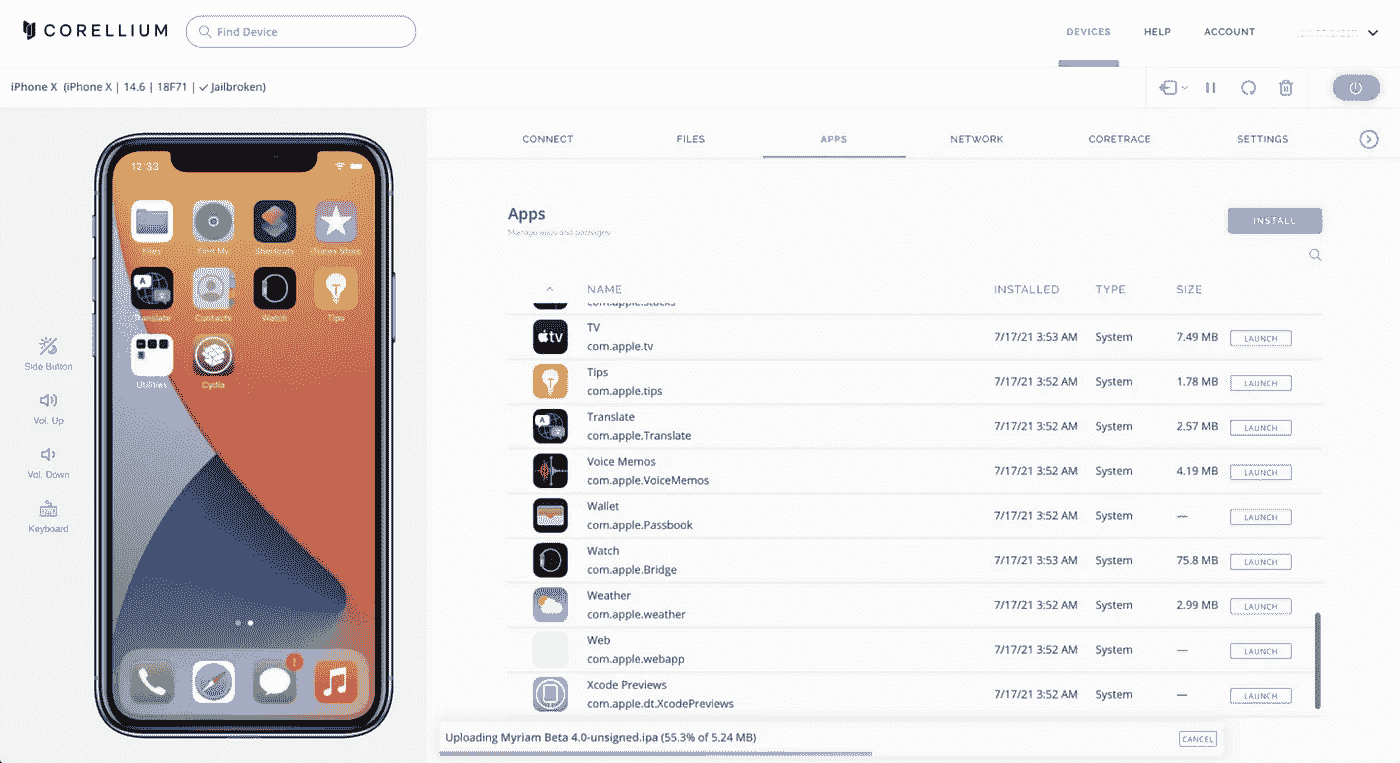 CORELLIUM
Find Device
DEVICES
HELP
ACCOUNT
iPhone X (iPhone X | 14.6 | 18F71 | ✓ Jailbroken)
CONNECT
FILES
APPS
NETWORK
CORETRACE
SETTINGS
12:33
Files
Find My
Shortcuts
iTunes Store
Translate
Contacts
Watch
Tips
Utilities
Cydia
Side Button
Vol. Up
Vol. Down
Keyboard
Apps
Manage apps and packages
INSTALL
NAME INSTALLED TYPE SIZE
com.apple.stocks
TV
com.apple.tv
7/17/21 3:53 AM System 7.49 MB LAUNCH
Tips
com.apple.tips
7/17/21 3:52 AM System 1.78 MB LAUNCH
Translate
com.apple.Translate
7/17/21 3:52 AM System 2.57 MB LAUNCH
Voice Memos
com.apple.VoiceMemos
7/17/21 3:52 AM System 4.19 MB LAUNCH
Wallet
com.apple.Passbook
7/17/21 3:52 AM System — LAUNCH
Watch
com.apple.Bridge
7/17/21 3:53 AM System 75.8 MB LAUNCH
Weather
com.apple.weather
7/17/21 3:52 AM System 2.99 MB LAUNCH
Web
com.apple.webapp
7/17/21 3:52 AM System — LAUNCH
Xcode Previews
com.apple.dt.XcodePreviews
7/17/21 3:52 AM System — LAUNCH
Uploading Myriam Beta 4.0-unsigned.ipa (55.3% of 5.24 MB)
CANCEL